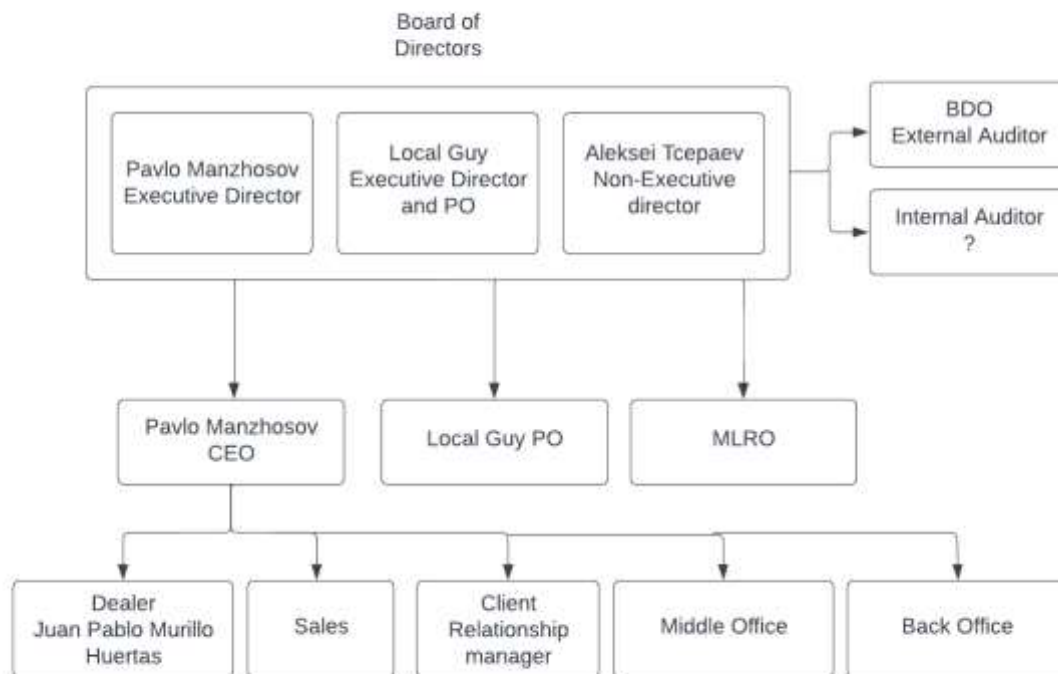 Board of
Directors
Pavlo Manzhosov
Executive Director
Local Guy
Executive Director
and PO
Aleksei Tcepaev
Non-Executive
director
BDO
External Auditor
Internal Auditor
?
Pavlo Manzhosov
CEO
Local Guy PO
MLRO
Dealer
Juan Pablo Murillo
Huertas
Sales
Client
Relationship
manager
Middle Office
Back Office